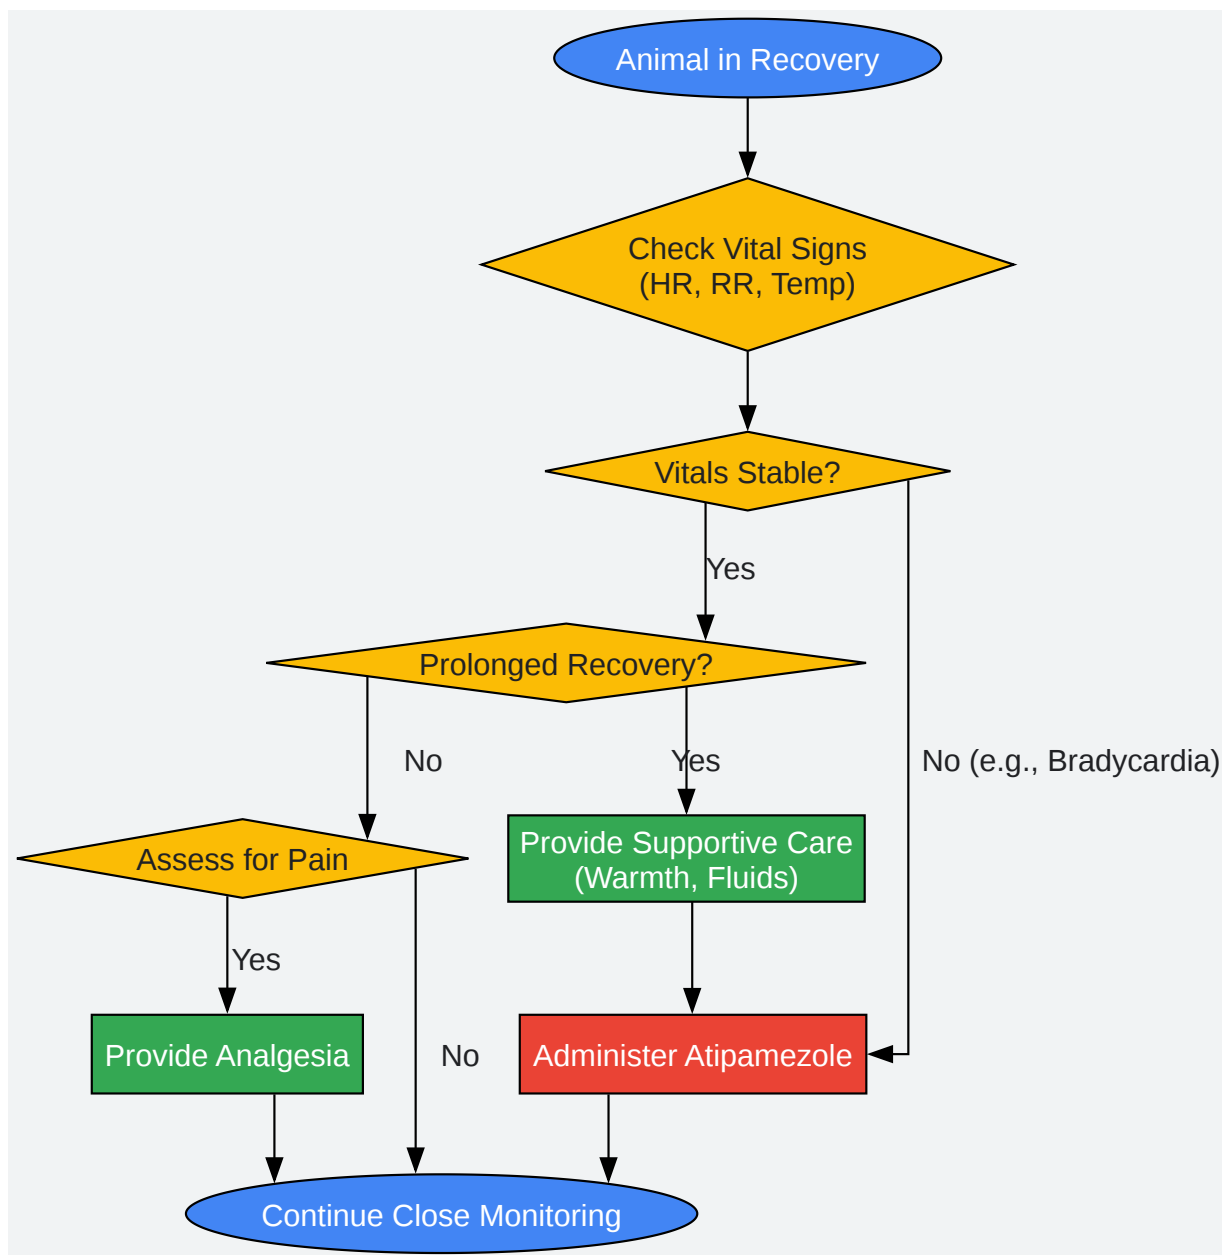 Animal in Recovery
Check Vital Signs
(HR, RR, Temp)
Vitals Stable?
Yes
Prolonged Recovery?
No
Yes
No (e.g., Bradycardia)
Assess for Pain
Provide Supportive Care
(Warmth, Fluids)
Yes
Provide Analgesia
No
Administer Atipamezole
Continue Close Monitoring